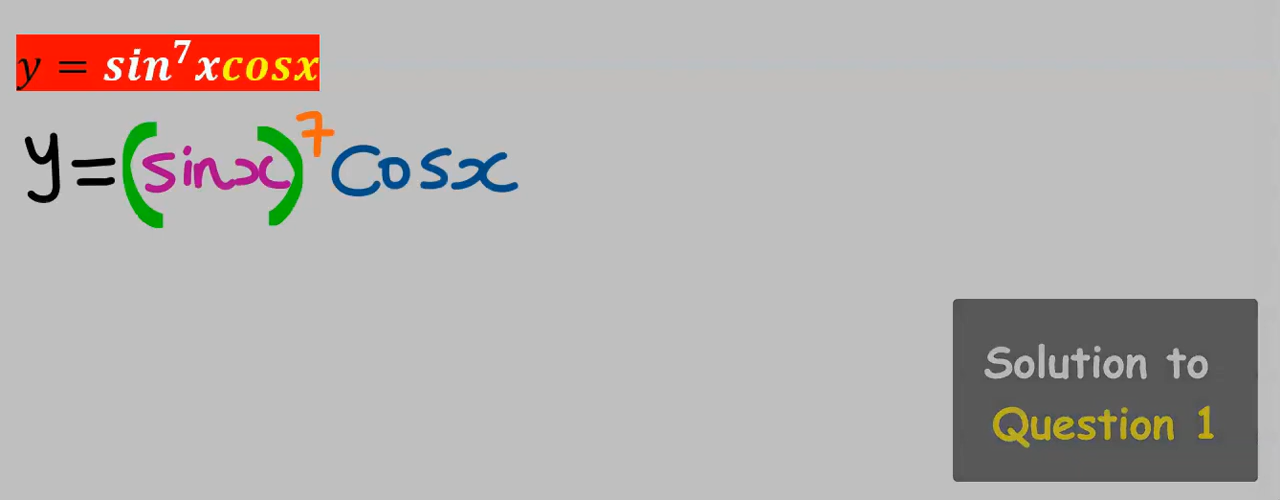 y = sin⁷xcosx
y=(sinx)⁷cosx
Solution to
Question 1